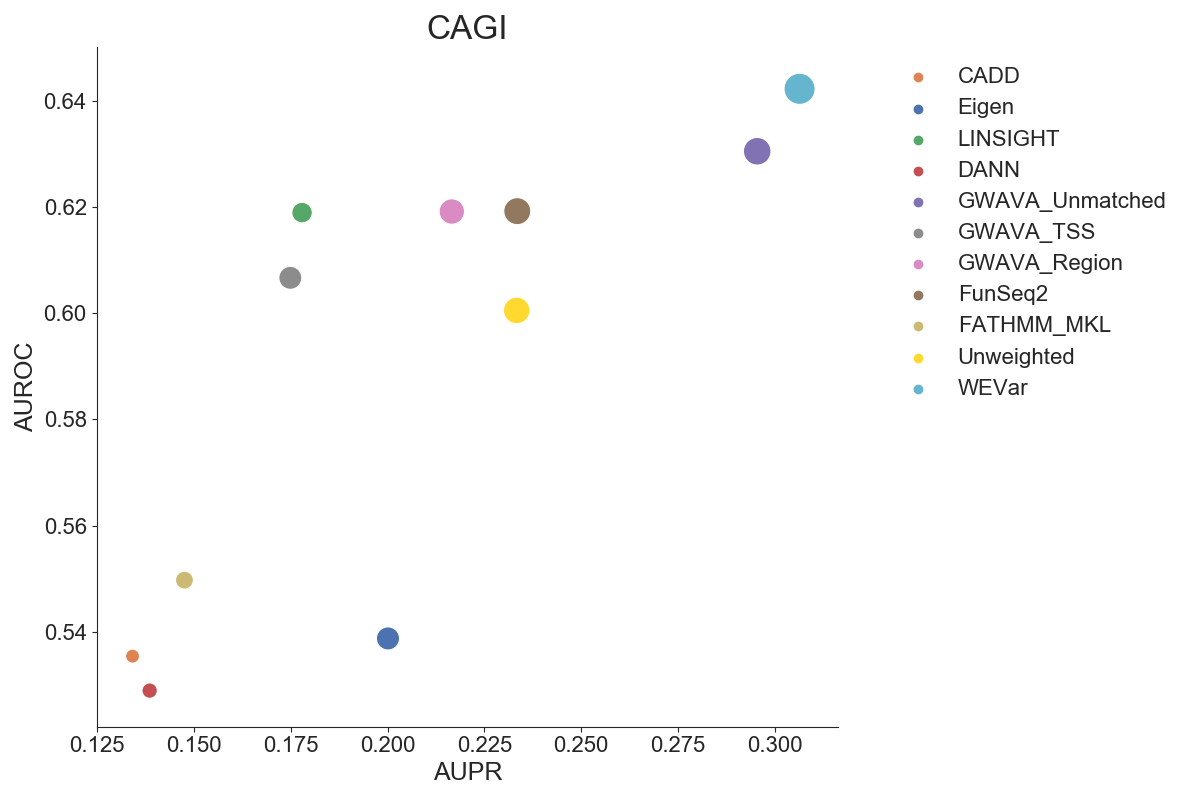 CAGI
0.64
0.62
0.60
0.58
0.56
0.54
AUROC
0.125 0.150 0.175 0.200 0.225 0.250 0.275 0.300
AUPR
CADD
Eigen
LINSIGHT
DANN
GWAVA_Unmatched
GWAVA_TSS
GWAVA_Region
FunSeq2
FATHMM_MKL
Unweighted
WEVar